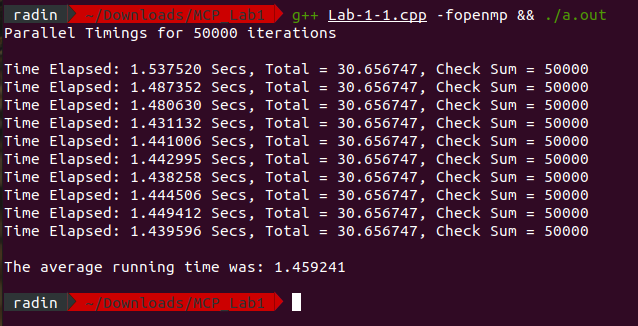 radin ~/Downloads/MCP_Lab1 g++ Lab-1-1.cpp -fopenmp && ./a.out
Parallel Timings for 50000 iterations
Time Elapsed: 1.537520 Secs, Total = 30.656747, Check Sum = 50000
Time Elapsed: 1.487352 Secs, Total = 30.656747, Check Sum = 50000
Time Elapsed: 1.480630 Secs, Total = 30.656747, Check Sum = 50000
Time Elapsed: 1.431132 Secs, Total = 30.656747, Check Sum = 50000
Time Elapsed: 1.441006 Secs, Total = 30.656747, Check Sum = 50000
Time Elapsed: 1.442995 Secs, Total = 30.656747, Check Sum = 50000
Time Elapsed: 1.438258 Secs, Total = 30.656747, Check Sum = 50000
Time Elapsed: 1.444506 Secs, Total = 30.656747, Check Sum = 50000
Time Elapsed: 1.449412 Secs, Total = 30.656747, Check Sum = 50000
Time Elapsed: 1.439596 Secs, Total = 30.656747, Check Sum = 50000
The average running time was: 1.459241
radin ~/Downloads/MCP_Lab1